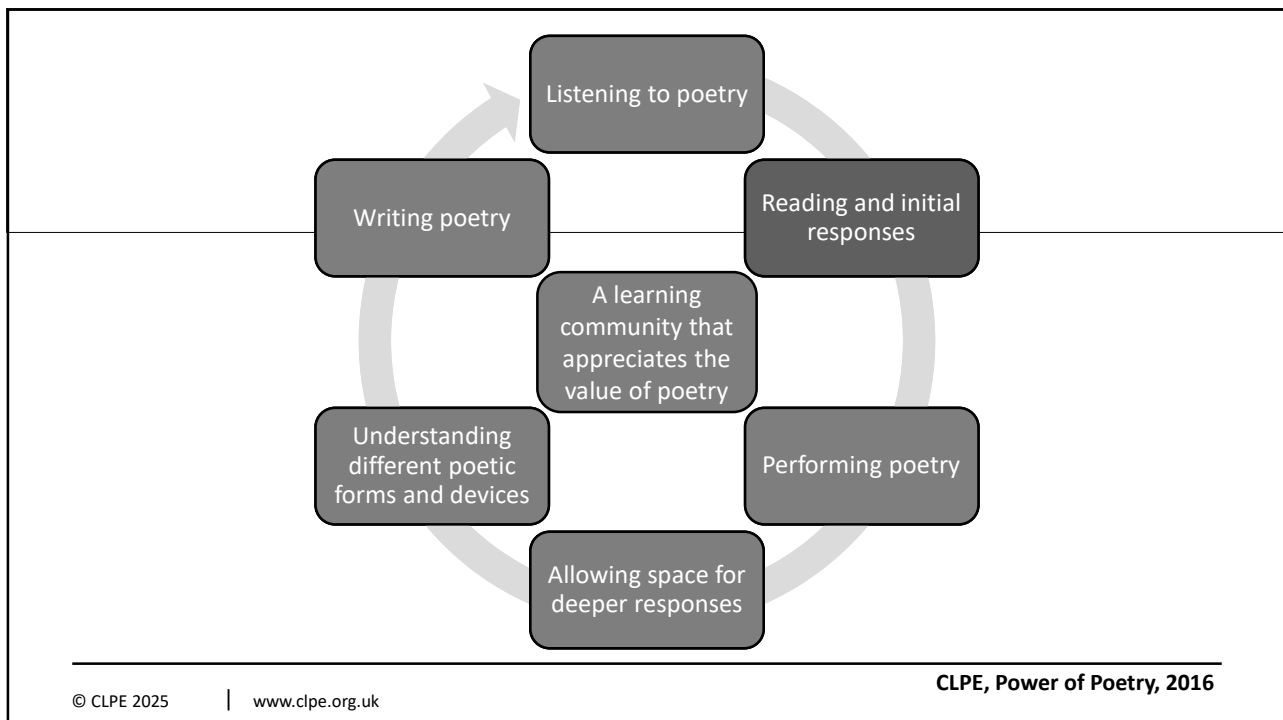 Listening to poetry
Reading and initial
responses
Performing poetry
Allowing space for
deeper responses
Understanding
different poetic
forms and devices
Writing poetry
A learning
community that
appreciates the
value of poetry
CLPE, Power of Poetry, 2016
© CLPE 2025 | www.clpe.org.uk